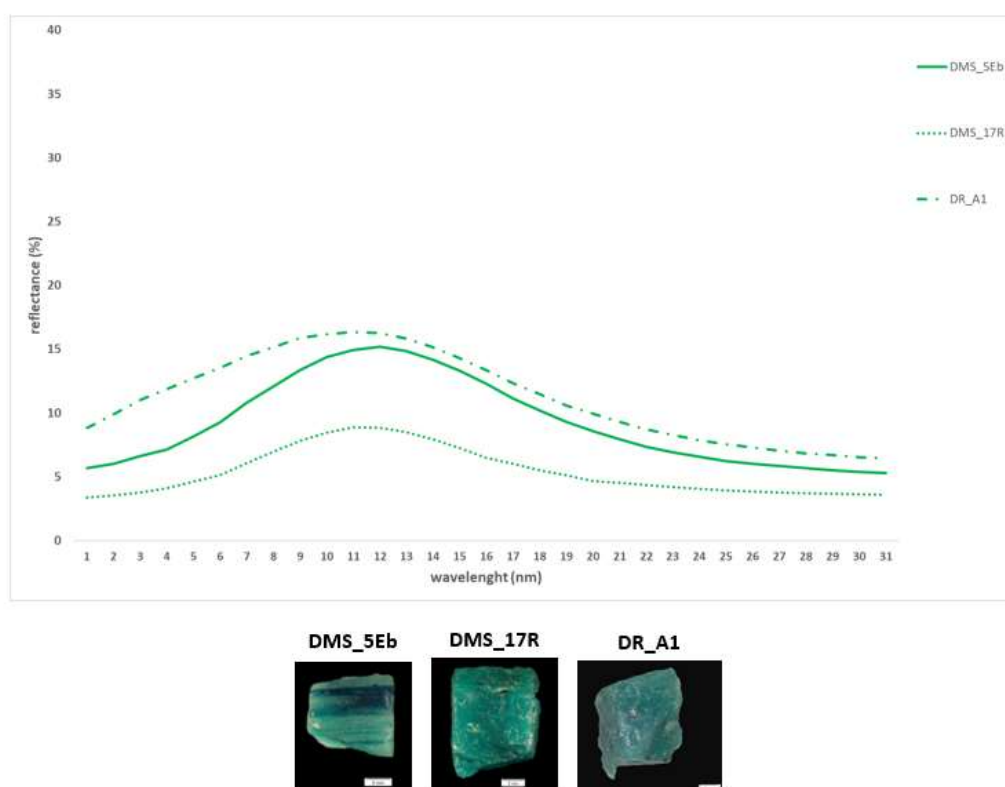 40
35
30
25
20
15
10
5
0
reflectance (%)
1 2 3 4 5 6 7 8 9 10 11 12 13 14 15 16 17 18 19 20 21 22 23 24 25 26 27 28 29 30 31
wavelenght (nm)
DMS_5Eb
DMS_17R
DR_A1
DMS_5Eb DMS_17R DR_A1